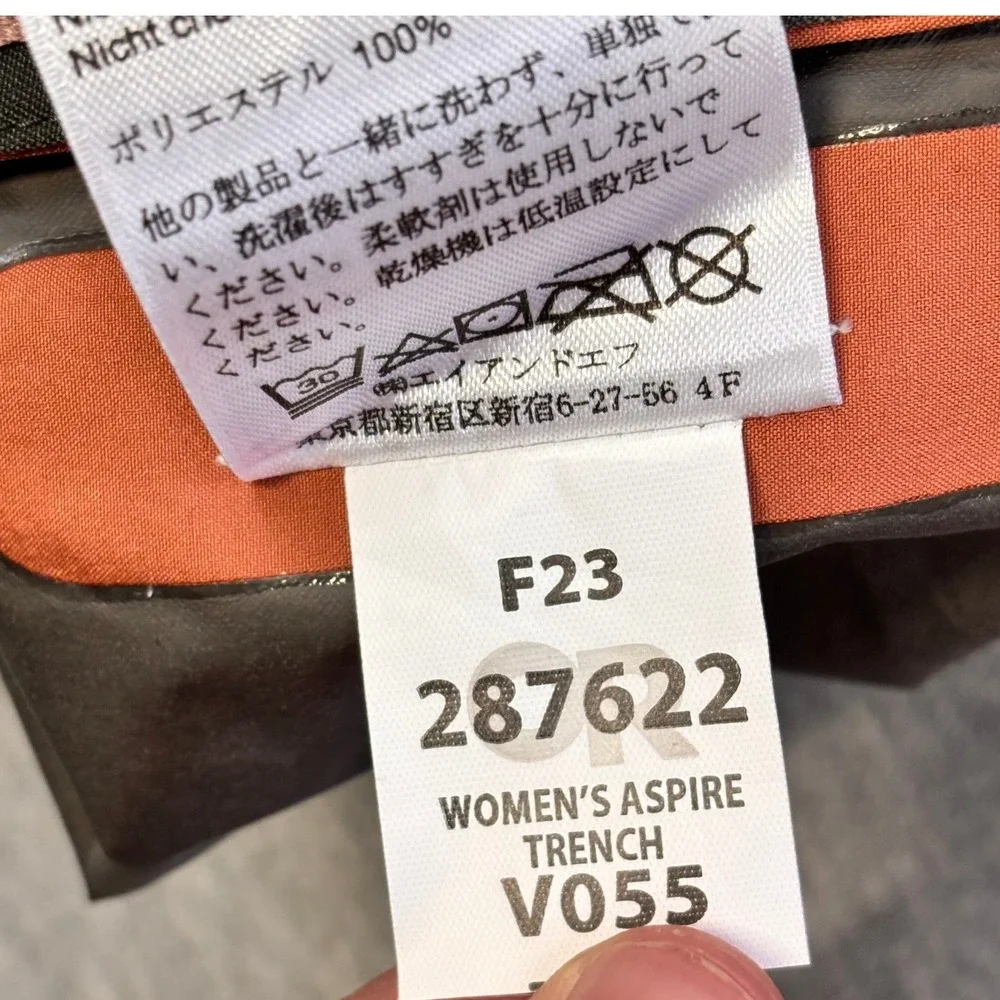 Nicht
ポリエステル 100%
他の製品と一緒に洗わず、単独で
い、洗濯後はすすぎを十分に行って
ください。柔軟剤は使用しないで
ください。乾燥機は低温設定にして
ください。
30
㈱エイアンドエフ
東京都新宿区新宿6-27-56 4F
F23
OR
287622
WOMEN'S ASPIRE
TRENCH
V055